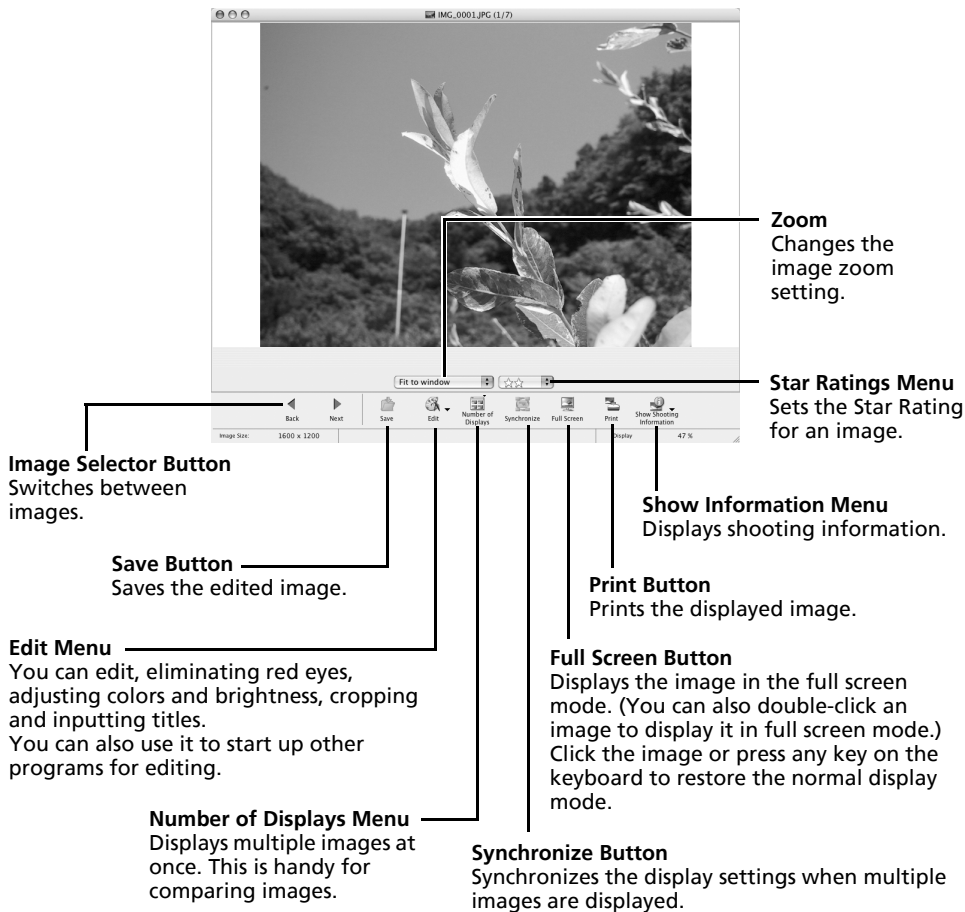 IMG_0001.JPG (1/7)
Zoom
Changes the
image zoom
setting.
Fit to window
Star Ratings Menu
Sets the Star Rating
for an image.
Back
Next
Save
Edit
Number of
Displays
Synchronize
Full Screen
Print
Show Shooting
Information
Image Size:
1600 x 1200
Display
47 %
Image Selector Button
Switches between
images.
Show Information Menu
Displays shooting information.
Save Button
Saves the edited image.
Print Button
Prints the displayed image.
Edit Menu
You can edit, eliminating red eyes,
adjusting colors and brightness, cropping
and inputting titles.
You can also use it to start up other
programs for editing.
Full Screen Button
Displays the image in the full screen
mode. (You can also double-click an
image to display it in full screen mode.)
Click the image or press any key on the
keyboard to restore the normal display
mode.
Number of Displays Menu
Displays multiple images at
once. This is handy for
comparing images.
Synchronize Button
Synchronizes the display settings when multiple
images are displayed.